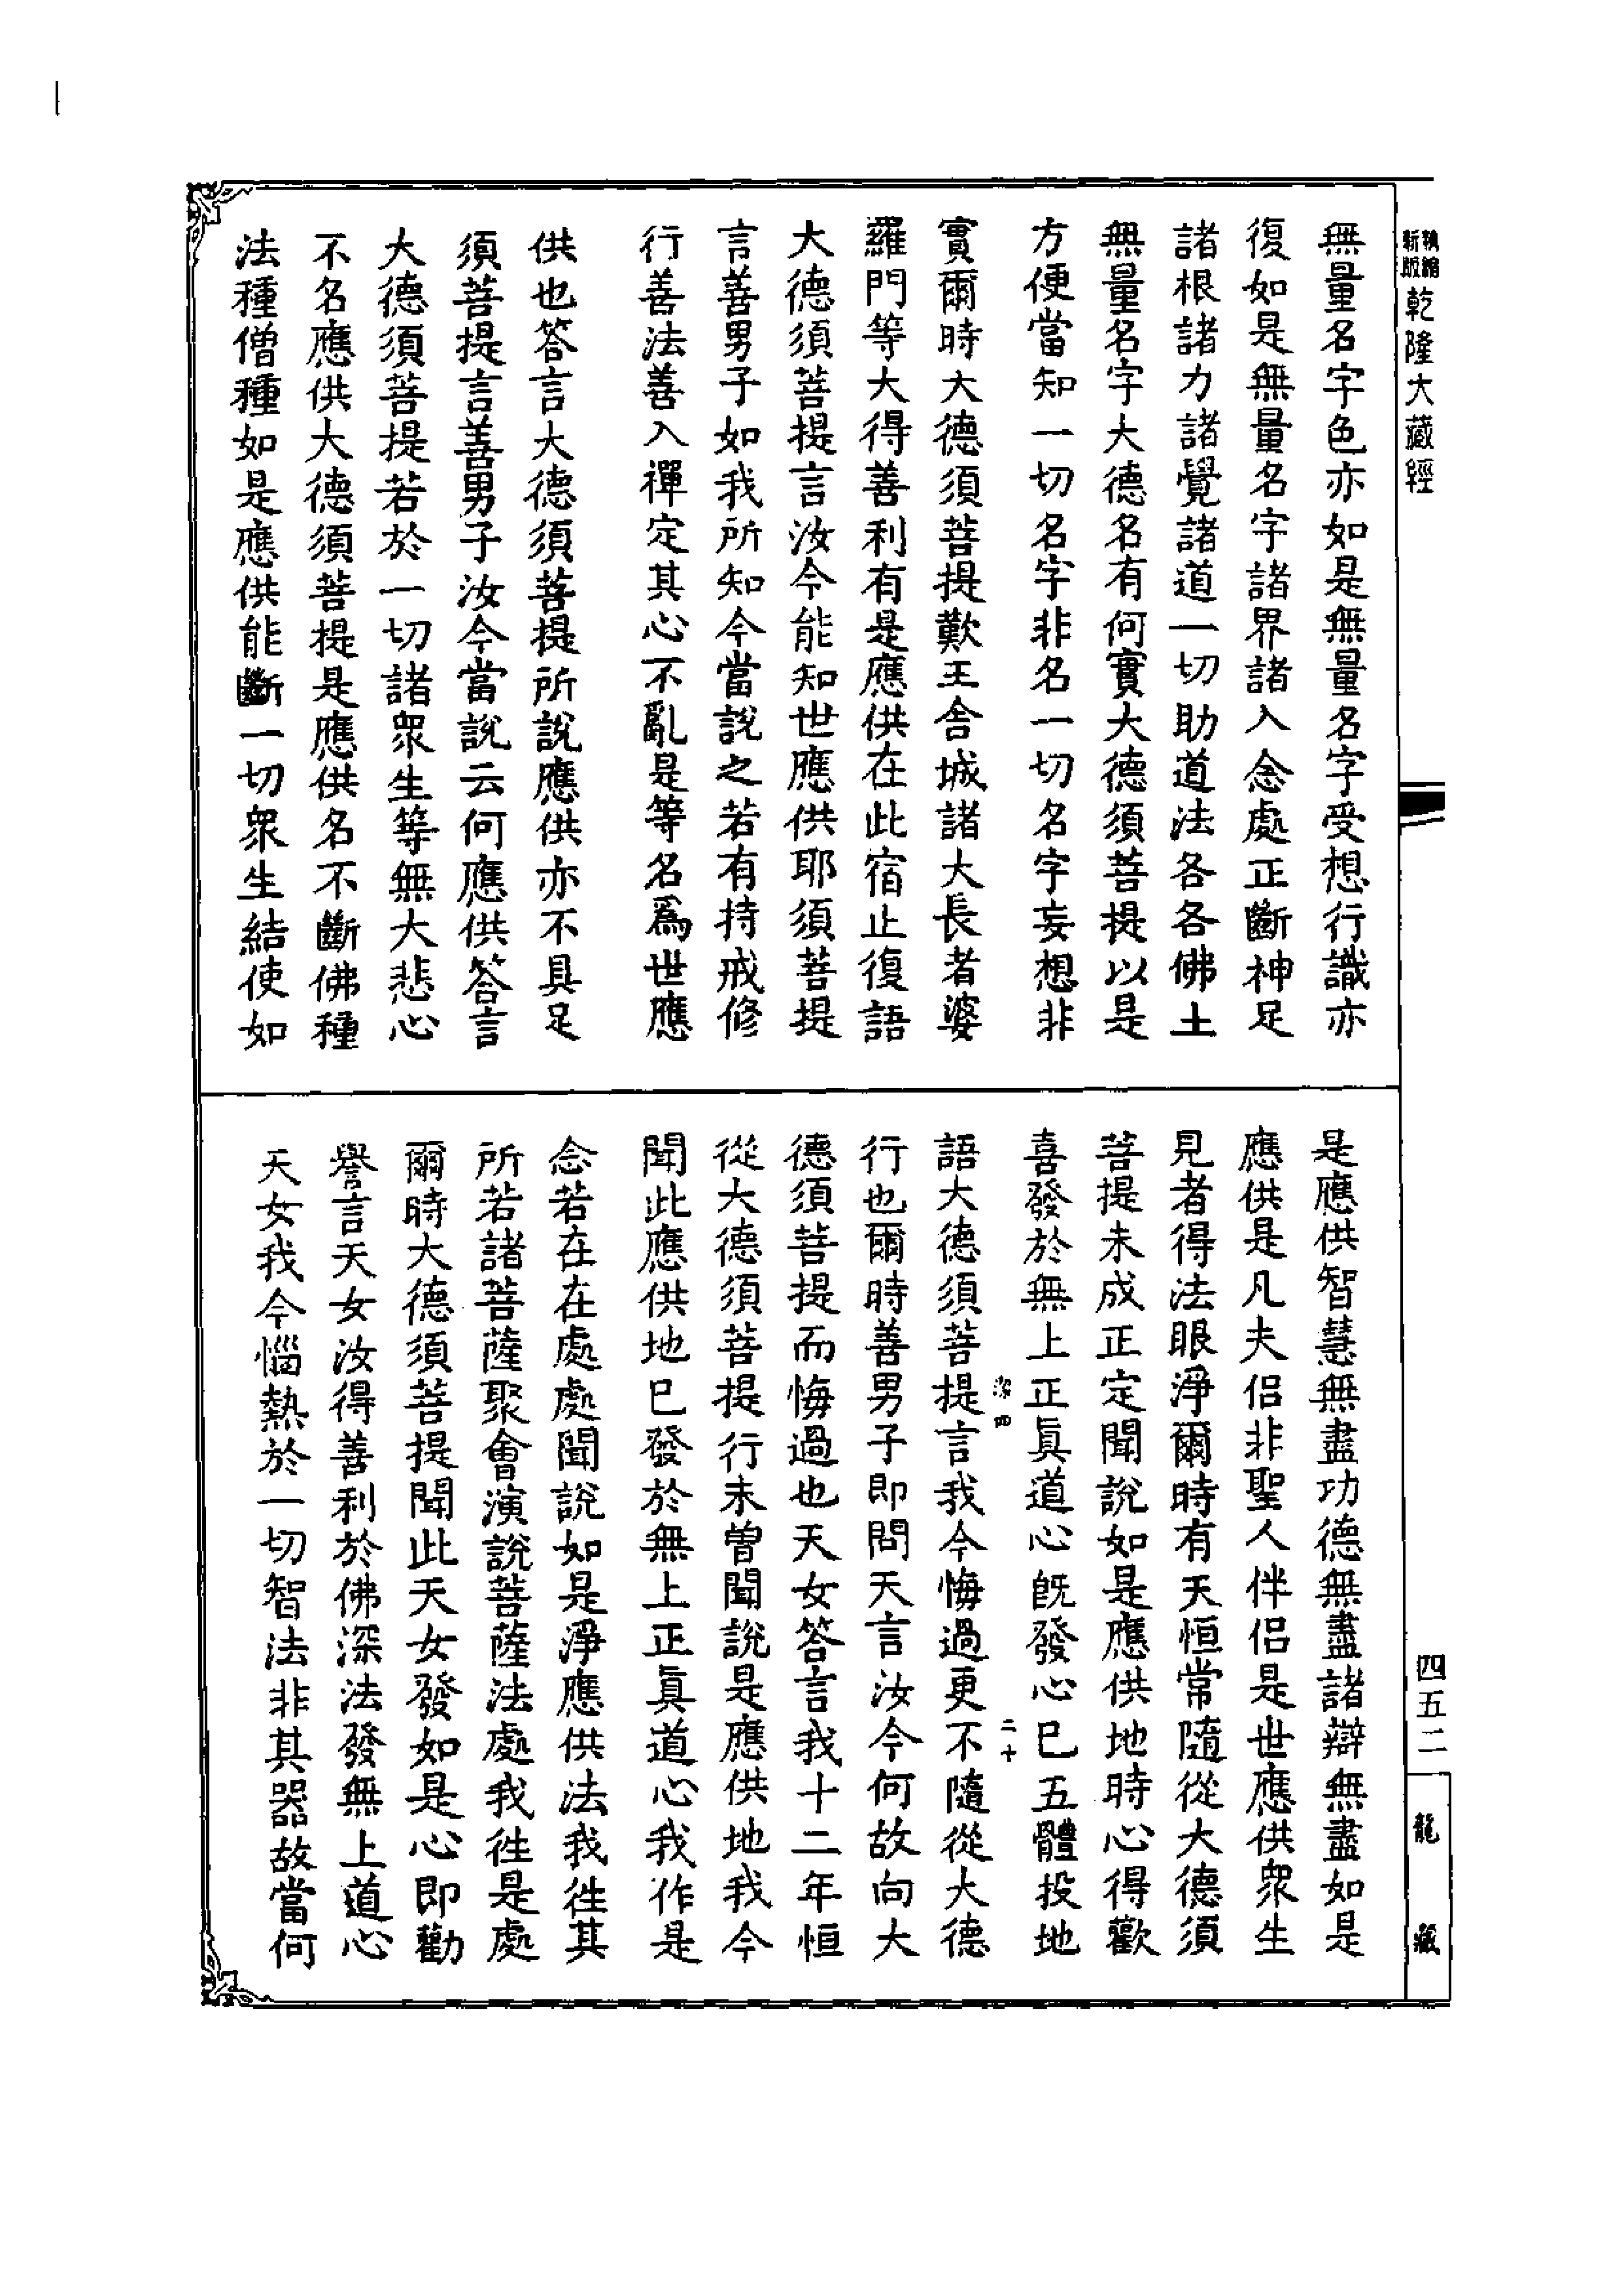 新版
乾隆大藏經
無量名字色亦如是無量名字受想行識亦
復如是無量名字諸界諸入念處正斷神足
諸根諸力諸覺諸道一切助道法各各佛土
無量名字大德名有何實大德須菩提以是
方便當知一切名字非名一切名字妄想非
實爾時大德須菩提歎王舍城諸大長者婆
羅門等大得善利有是應供在此宿止復語
大德須菩提言汝今能知世應供耶須菩提
言善男子如我所知今當說之若有持戒修
行善法善入禪定其心不亂是等名爲世應
供也答言大德須菩提所說應供亦不具足
須菩提言善男子汝今當說云何應供答言
大德須菩提若於一切諸衆生等無大悲心
不名應供大德須菩提是應供名不斷佛種
法種僧種如是應供能斷一切衆生結使如
是應供智慧無盡功德無盡諸辯無盡如是
應供是凡夫侶非聖人伴侶是世應供衆生
見者得法眼淨爾時有天恒常隨從大德須
菩提未成正定聞說如是應供地時心得歡
喜發於無上正眞道心旣發心已五體投地
二十
語大德須菩提言我今悔過更不隨從大德
行也爾時善男子即問天言汝今何故向大
德須菩提而悔過也天女答言我十二年恒
從大德須菩提行未曽聞說是應供地我今
聞此應供地已發於無上正眞道心我作是
念若在在處處聞說如是淨應供法我徃其
所若諸菩薩聚會演說菩薩法處我徃是處
爾時大德須菩提聞此天女發如是心即勸
譽言天女汝得善利於佛深法發無上道心
天女我今惱熱於一切智法非其器故當何
四五二
龍藏